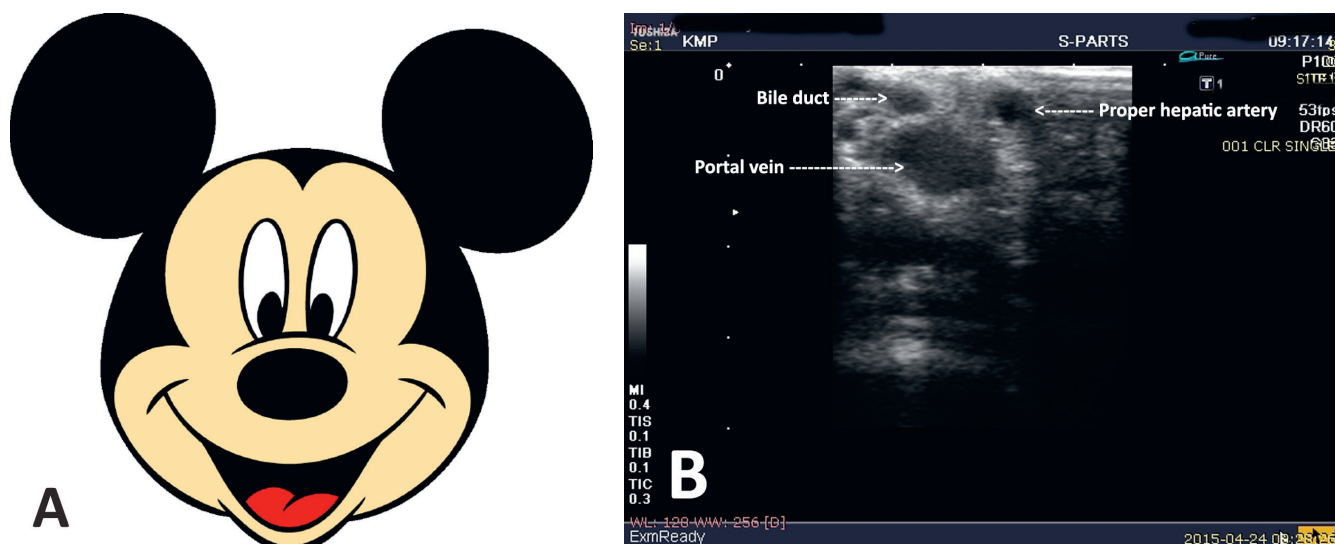 A
TOSHIBA
Se:1
KMP
S-PARTS
09:17:14
0
Pure
T 1
Bile duct
Proper hepatic artery
53fps
DR60
001 CLR SINGLE
Portal vein
MI
0.4
TIS
0.1
TIB
0.1
TIC
0.3
B
WL: 128 WW: 256 [D]
ExmReady
2015-04-24